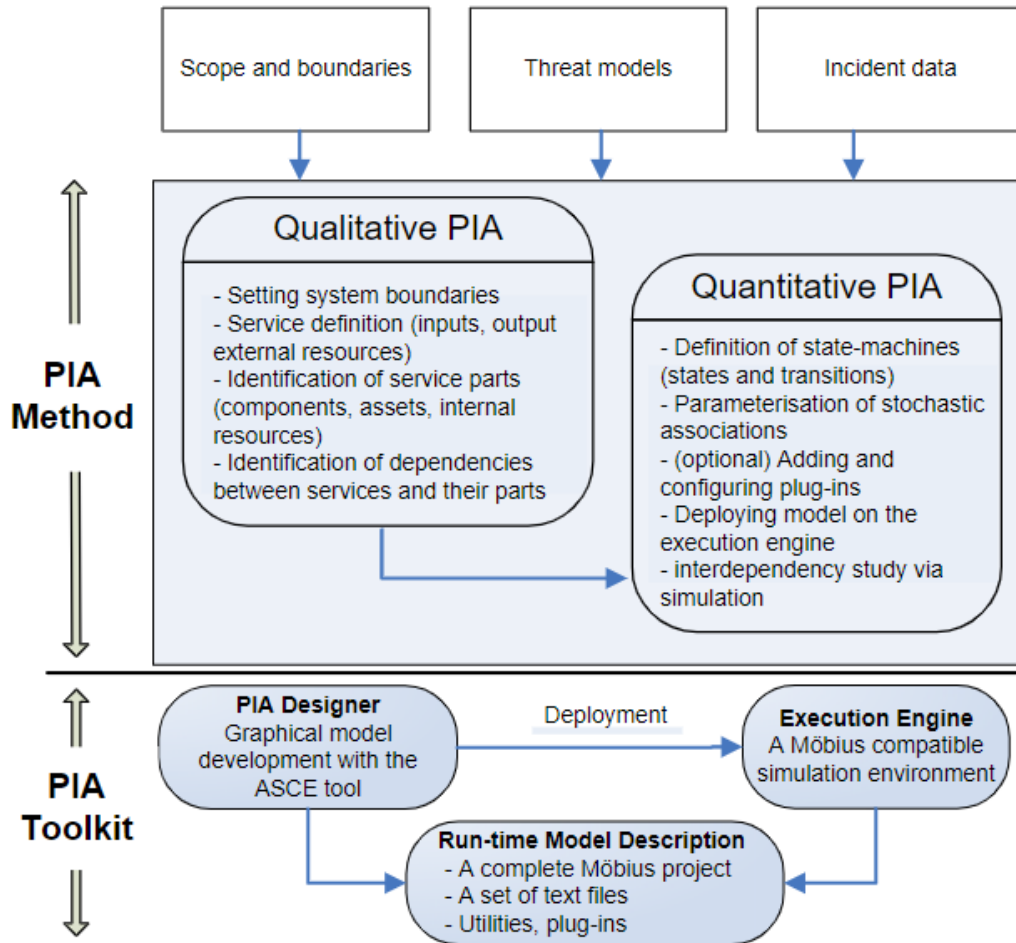 Scope and boundaries
Threat models
Incident data
PIA
Method
Qualitative PIA
- Setting system boundaries
- Service definition (inputs, output
external resources)
- Identification of service parts
(components, assets, internal
resources)
- Identification of dependencies
between services and their parts
Quantitative PIA
- Definition of state-machines
(states and transitions)
- Parameterisation of stochastic
associations
- (optional) Adding and
configuring plug-ins
- Deploying model on the
execution engine
- interdependency study via
simulation
PIA
Toolkit
PIA Designer
Graphical model
development with the
ASCE tool
Deployment
Execution Engine
A Möbius compatible
simulation environment
Run-time Model Description
- A complete Möbius project
- A set of text files
- Utilities, plug-ins